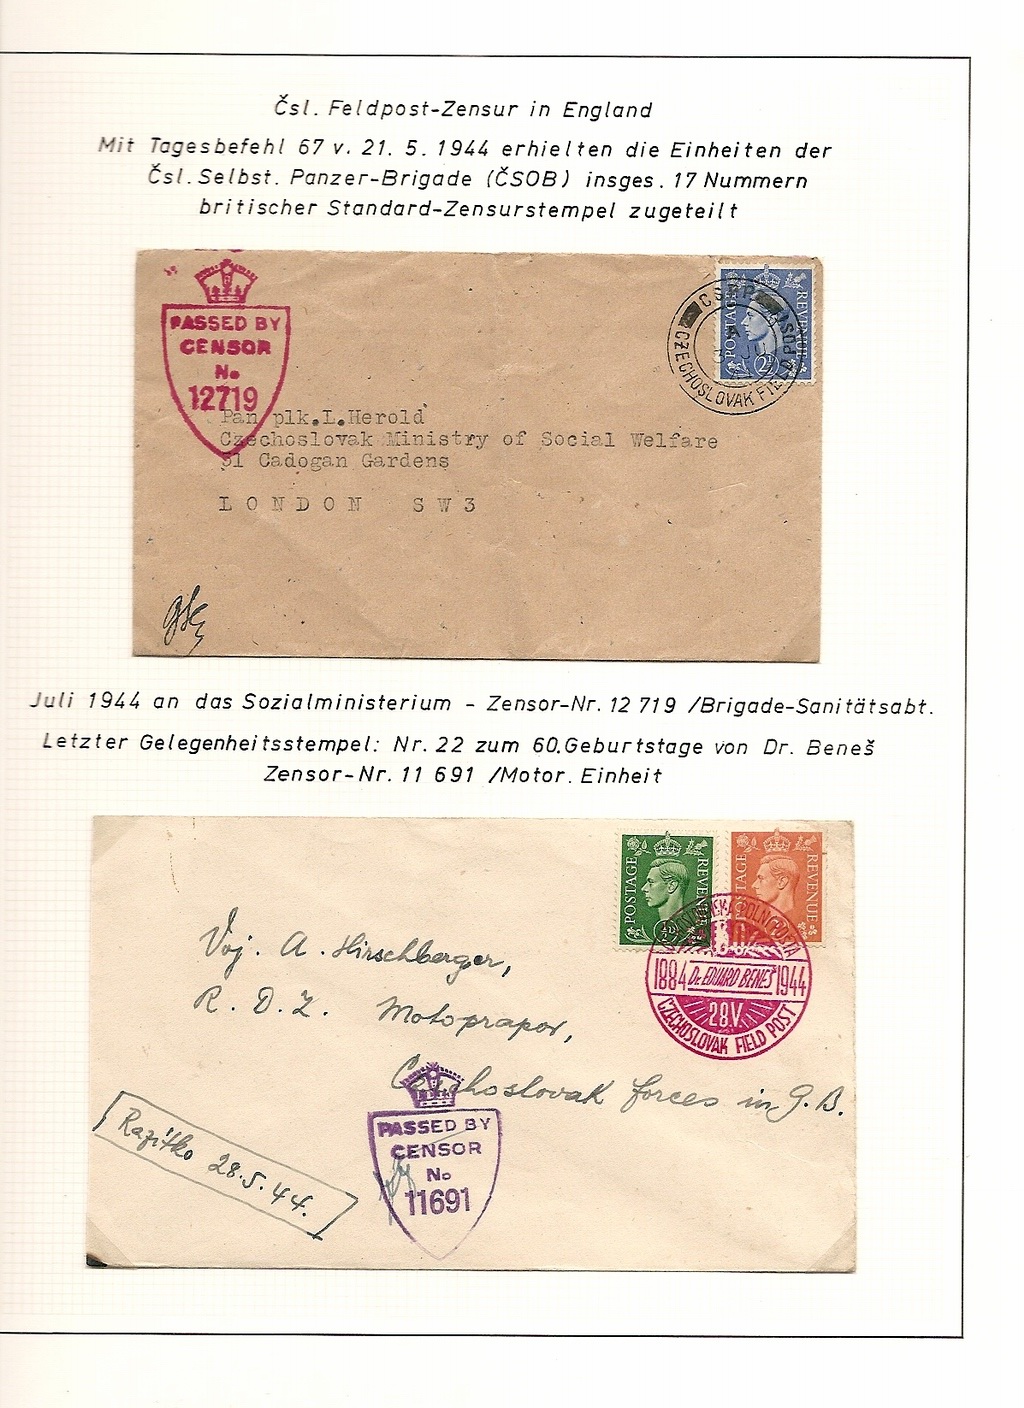 Čsl. Feldpost-Zensur in England
Mit Tagesbefehl 67 v. 21. 5. 1944 erhielten die Einheiten der
Čsl. Selbst. Panzer-Brigade (ČSOB) insges. 17 Nummern
britischer Standard-Zensurstempel zugeteilt
PASSED BY
CENSOR
No
12719
POSTAGE REVENUE
2½D
CZECHOSLOVAK FIELD POST
Pan plk.L.Herold
Czechoslovak Ministry of Social Welfare
51 Cadogan Gardens
LONDON SW3
Juli 1944 an das Sozialministerium - Zensor-Nr. 12 719 /Brigade-Sanitätsabt.
Letzter Gelegenheitsstempel: Nr. 22 zum 60.Geburtstage von Dr. Beneš
Zensor-Nr. 11 691 /Motor. Einheit
POSTAGE REVENUE
POSTAGE REVENUE
POLNÍ POŠTA
1884 Dr. EDUARD BENEŠ 1944
28.V.
CZECHOSLOVAK FIELD POST
Voj. A. Hirschberger,
R. D. Z. Motoprapor,
Czechoslovak forces in G.B.
Razítko 28.5.44.
PASSED BY
CENSOR
No
11691